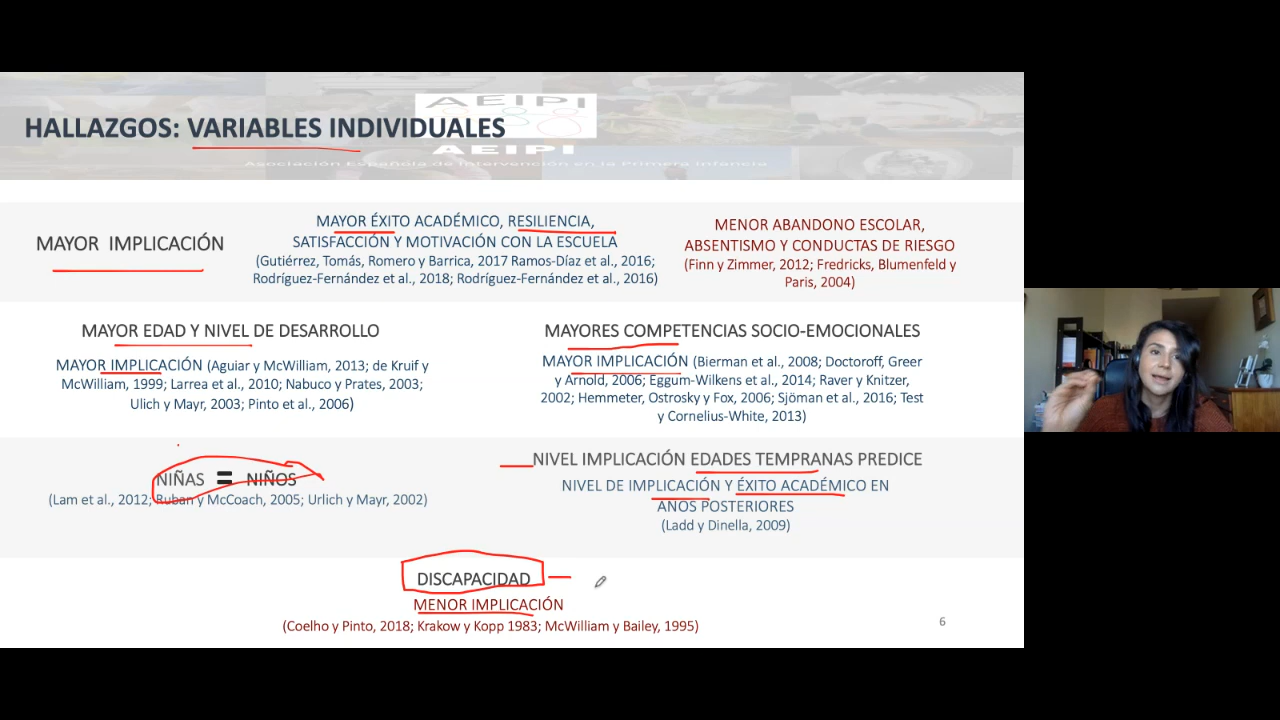 AEIPI
HALLAZGOS: VARIABLES INDIVIDUALES
AEIPI
Asociación Española de Intervención en la Primera Infancia
MAYOR IMPLICACIÓN
MAYOR ÉXITO ACADÉMICO, RESILIENCIA,
SATISFACCIÓN Y MOTIVACIÓN CON LA ESCUELA
(Gutiérrez, Tomás, Romero y Barrica, 2017 Ramos-Díaz et al., 2016;
Rodríguez-Fernández et al., 2018; Rodríguez-Fernández et al., 2016)
MENOR ABANDONO ESCOLAR,
ABSENTISMO Y CONDUCTAS DE RIESGO
(Finn y Zimmer, 2012; Fredricks, Blumenfeld y
Paris, 2004)
MAYOR EDAD Y NIVEL DE DESARROLLO
MAYOR IMPLICACIÓN (Aguiar y McWilliam, 2013; de Kruif y
McWilliam, 1999; Larrea et al., 2010; Nabuco y Prates, 2003;
Ulich y Mayr, 2003; Pinto et al., 2006)
MAYORES COMPETENCIAS SOCIO-EMOCIONALES
MAYOR IMPLICACIÓN (Bierman et al., 2008; Doctoroff, Greer
y Arnold, 2006; Eggum-Wilkens et al., 2014; Raver y Knitzer,
2002; Hemmeter, Ostrosky y Fox, 2006; Sjöman et al., 2016; Test
y Cornelius-White, 2013)
NIÑAS = NIÑOS
(Lam et al., 2012; Ruban y McCoach, 2005; Urlich y Mayr, 2002)
NIVEL IMPLICACIÓN EDADES TEMPRANAS PREDICE
NIVEL DE IMPLICACIÓN Y ÉXITO ACADÉMICO EN
AÑOS POSTERIORES
(Ladd y Dinella, 2009)
DISCAPACIDAD
MENOR IMPLICACIÓN
(Coelho y Pinto, 2018; Krakow y Kopp 1983; McWilliam y Bailey, 1995)
6